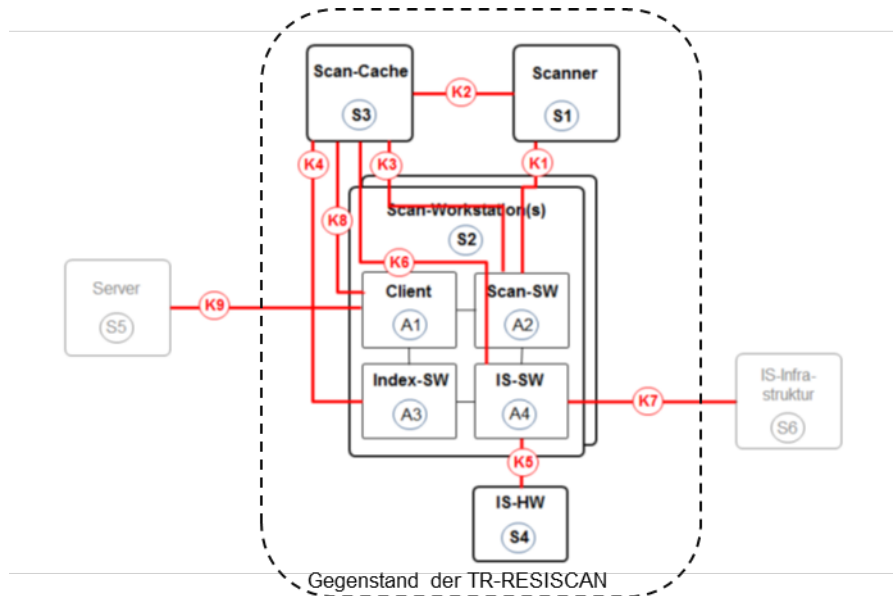 Scan-Cache
S3
K2
Scanner
S1
K4
K3
K1
K8
Scan-Workstation(s)
S2
K6
Server
S5
K9
Client
A1
Scan-SW
A2
Index-SW
A3
IS-SW
A4
K7
IS-Infra-
struktur
S6
K5
IS-HW
S4
Gegenstand der TR-RESISCAN